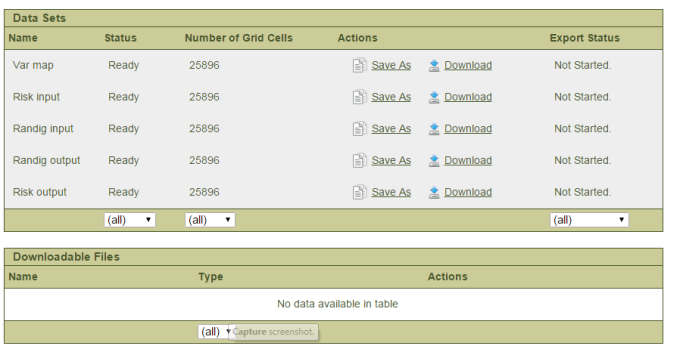 Data Sets
Name Status Number of Grid Cells Actions Export Status
Var map Ready 25896 Save As Download Not Started.
Risk input Ready 25896 Save As Download Not Started.
Randig input Ready 25896 Save As Download Not Started.
Randig output Ready 25896 Save As Download Not Started.
Risk output Ready 25896 Save As Download Not Started.
(all) (all) (all)
Downloadable Files
Name Type Actions
No data available in table
(all) Capture screenshot.